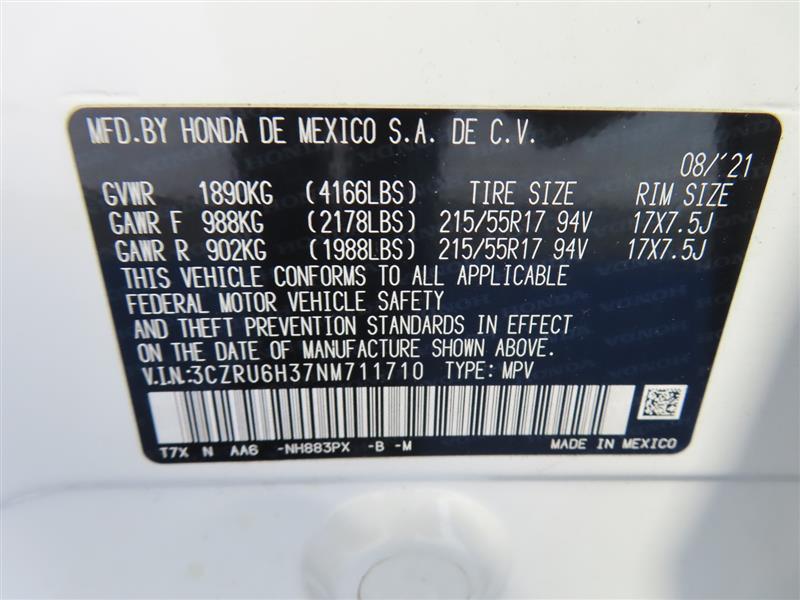 MFD.BY HONDA DE MEXICO S.A. DE C.V.
08/'21
GVWR 1890KG (4166LBS) TIRE SIZE RIM SIZE
GAWR F 988KG (2178LBS) 215/55R17 94V 17X7.5J
GAWR R 902KG (1988LBS) 215/55R17 94V 17X7.5J
THIS VEHICLE CONFORMS TO ALL APPLICABLE
FEDERAL MOTOR VEHICLE SAFETY
AND THEFT PREVENTION STANDARDS IN EFFECT
ON THE DATE OF MANUFACTURE SHOWN ABOVE.
V.I.N.:3CZRU6H37NM711710 TYPE: MPV
T7X N AA6 -NH883PX -B -M MADE IN MEXICO